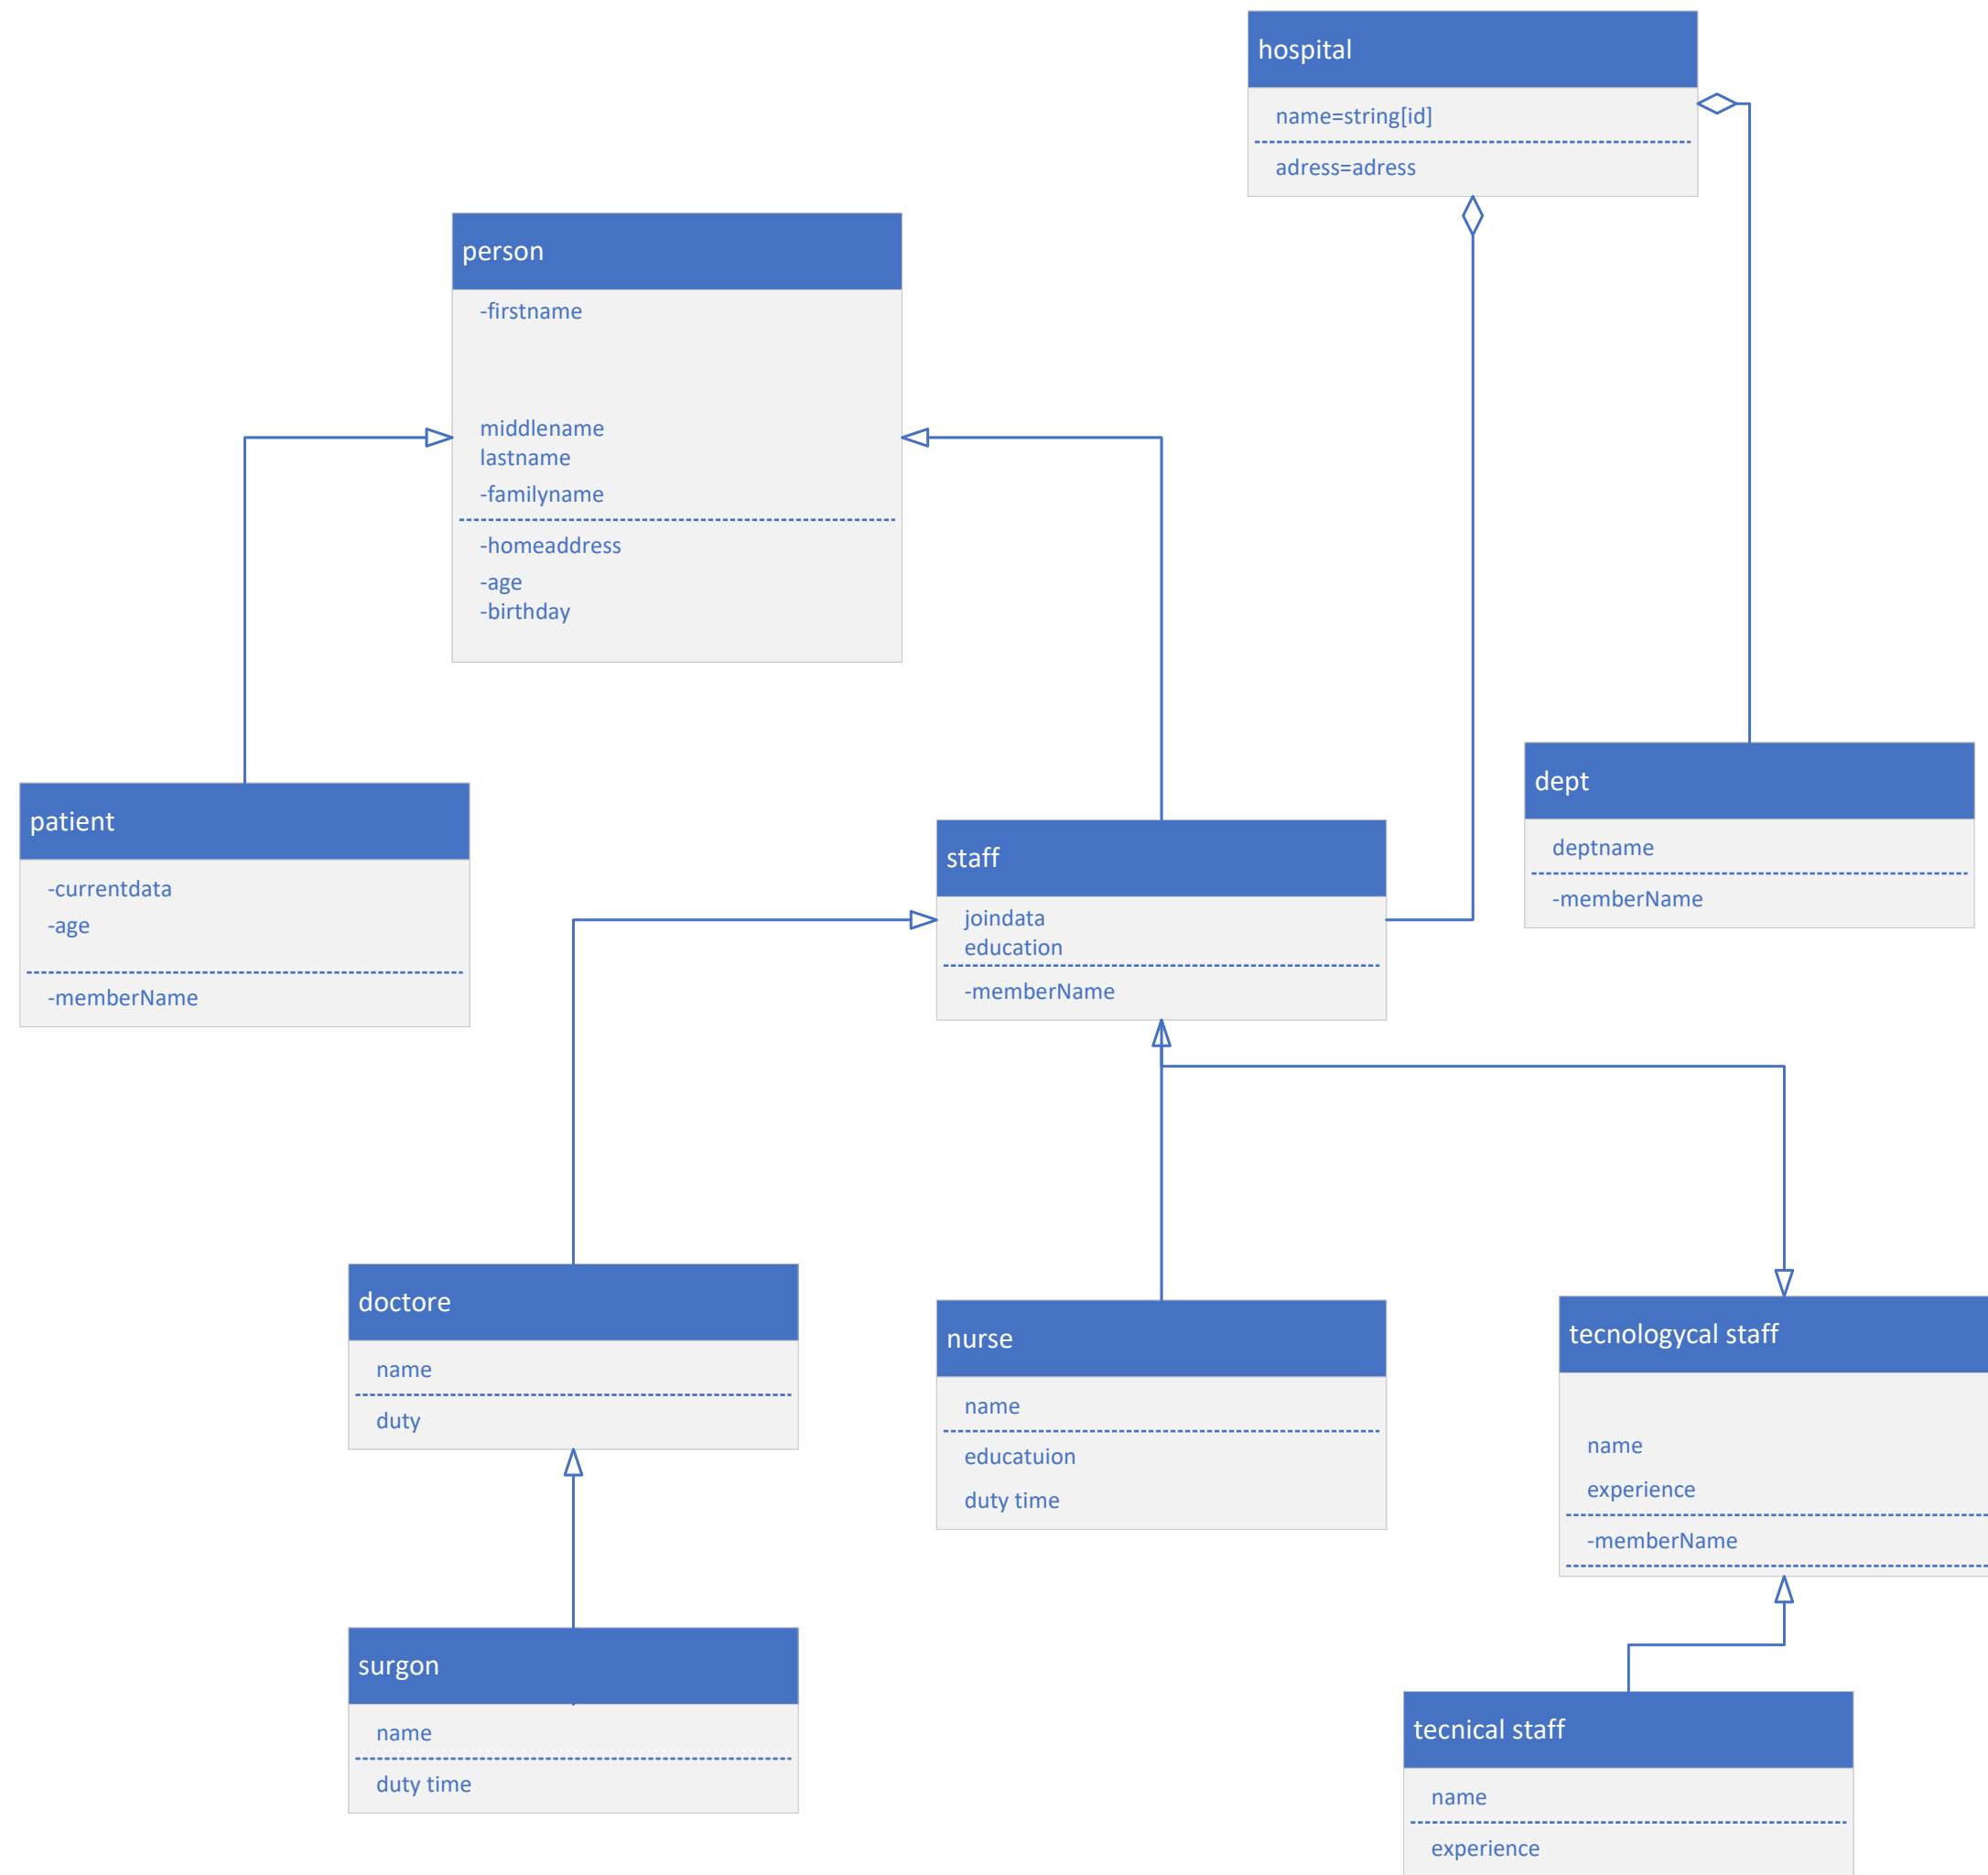 hospital
name=string[id]
adress=adress
person
-firstname
middlename
lastname
-familyname
-homeaddress
-age
-birthday
patient
-currentdata
-age
-memberName
staff
joindata
education
-memberName
dept
deptname
-memberName
doctore
name
duty
nurse
name
educatuion
duty time
tecnologycal staff
name
experience
-memberName
surgon
name
duty time
tecnical staff
name
experience